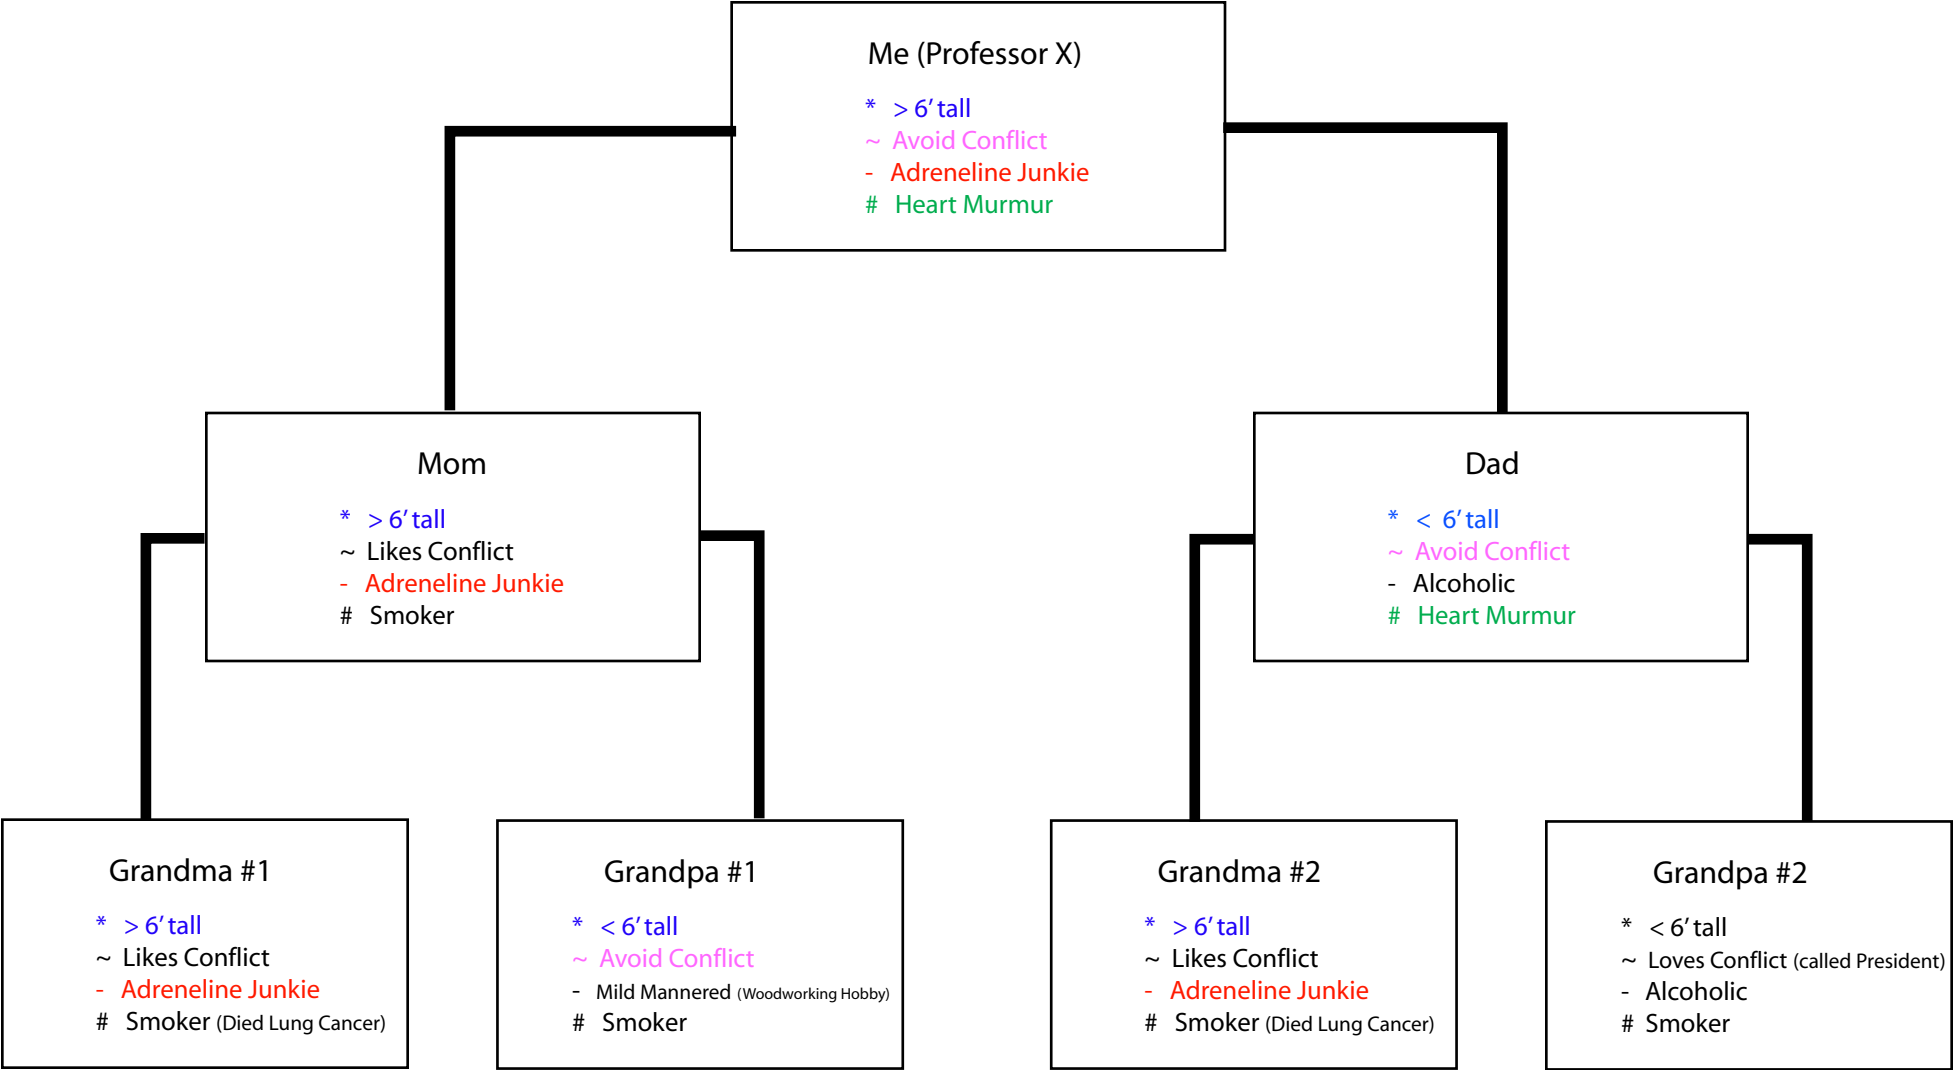 Me (Professor X)
* > 6' tall
~ Avoid Conflict
- Adreneline Junkie
# Heart Murmur
Mom
* > 6' tall
~ Likes Conflict
- Adreneline Junkie
# Smoker
Dad
* < 6' tall
~ Avoid Conflict
- Alcoholic
# Heart Murmur
Grandma #1
* > 6' tall
~ Likes Conflict
- Adreneline Junkie
# Smoker (Died Lung Cancer)
Grandpa #1
* < 6' tall
~ Avoid Conflict
- Mild Mannered (Woodworking Hobby)
# Smoker
Grandma #2
* > 6' tall
~ Likes Conflict
- Adreneline Junkie
# Smoker (Died Lung Cancer)
Grandpa #2
* < 6' tall
~ Loves Conflict (called President)
- Alcoholic
# Smoker